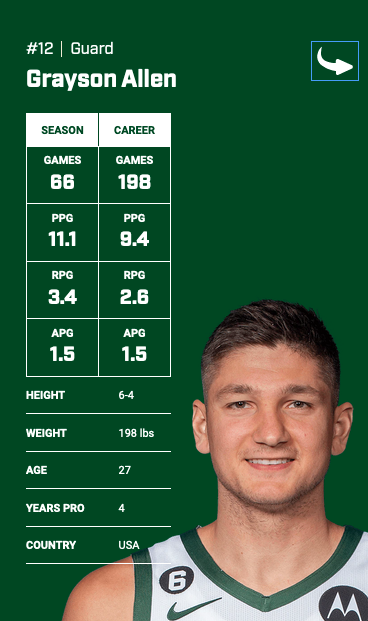 #12 | Guard
Grayson Allen
SEASON CAREER
GAMES GAMES
66 198
PPG PPG
11.1 9.4
RPG RPG
3.4 2.6
APG APG
1.5 1.5
HEIGHT 6-4
WEIGHT 198 lbs
AGE 27
YEARS PRO 4
COUNTRY USA
6